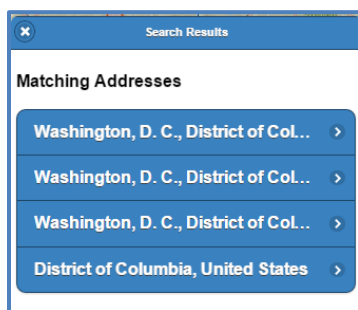 Search Results
Matching Addresses
Washington, D. C., District of Col...
Washington, D. C., District of Col...
Washington, D. C., District of Col...
District of Columbia, United States